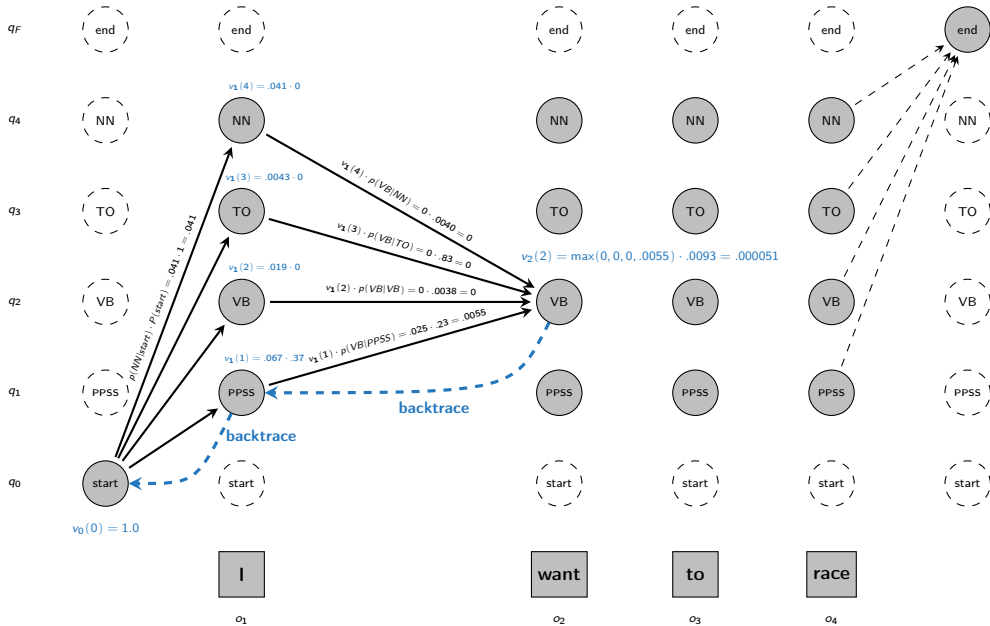 q_F end end end end end end
v₁(4) = .041 · 0
q₄ NN NN NN NN NN NN
v₁(4) · p(VB|NN) = 0 · .0040 = 0
v₁(3) = .0043 · 0
q₃ TO TO TO TO TO TO
v₁(3) · p(VB|TO) = 0 · .83 = 0
p(NN|start) · P(start) = .041 · 1 = .041
v₂(2) = max(0, 0, 0, .0055) · .0093 = .000051
v₁(2) = .019 · 0
v₁(2) · p(VB|VB) = 0 · .0038 = 0
q₂ VB VB VB VB VB VB
v₁(1) · p(VB|PPSS) = .025 · .23 = .0055
v₁(1) = .067 · .37
q₁ PPSS PPSS PPSS PPSS PPSS PPSS
backtrace
backtrace
q₀ start start start start start start
v₀(0) = 1.0
I want to race
o₁ o₂ o₃ o₄